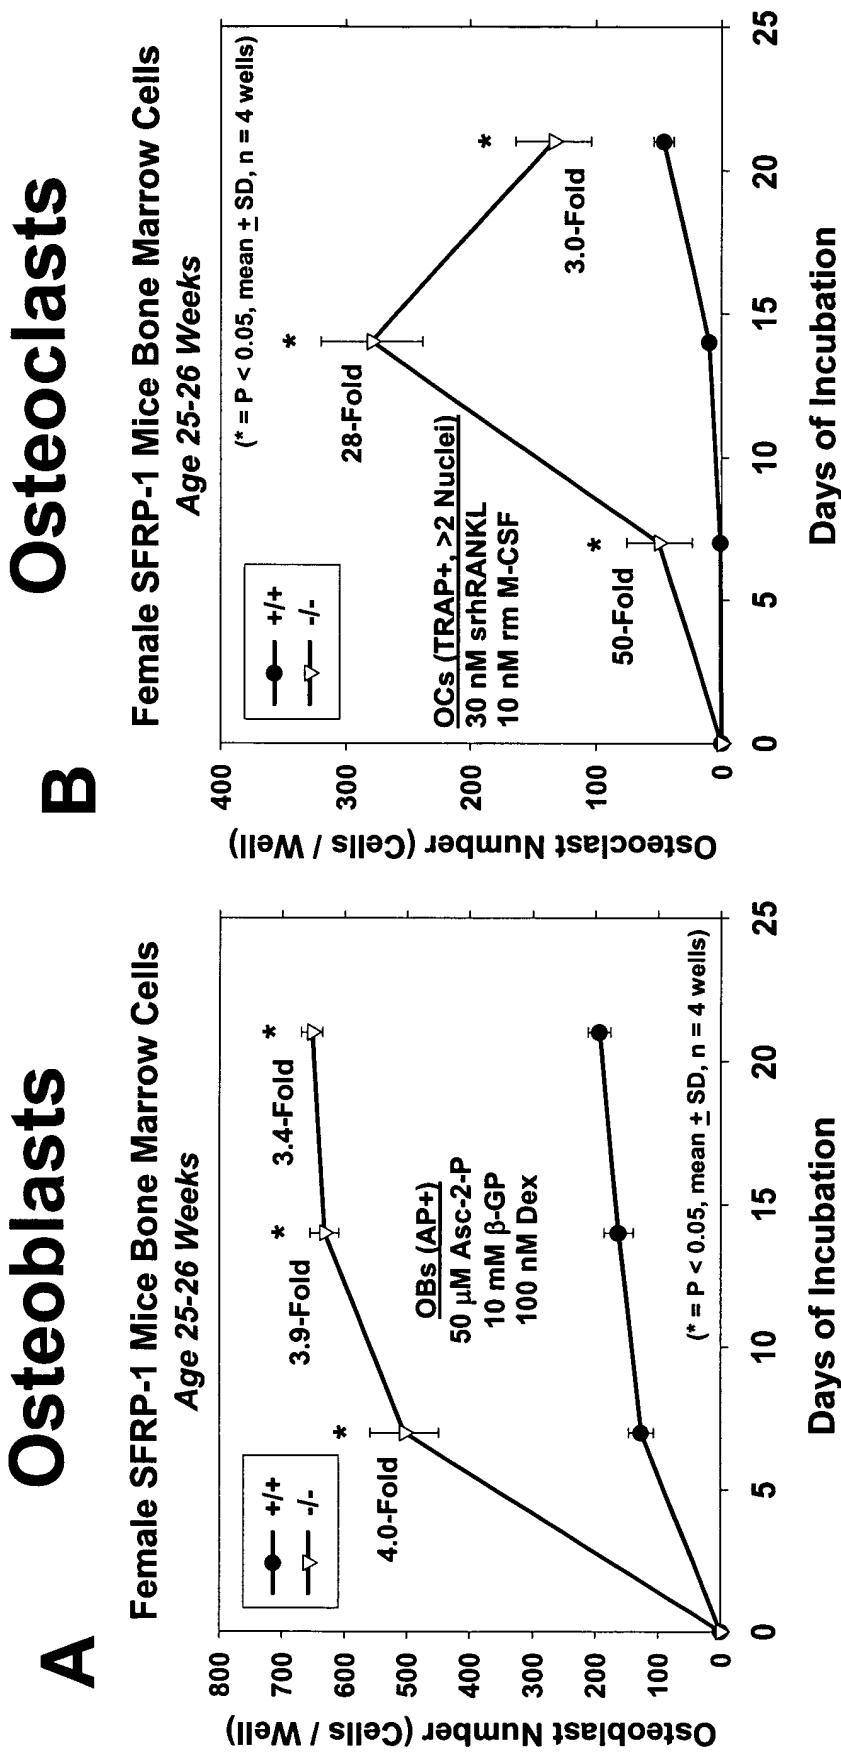 A
Osteoblasts
Female SFRP-1 Mice Bone Marrow Cells
Age 25-26 Weeks
+/+
-/-
4.0-Fold
3.9-Fold
3.4-Fold
*
*
*
OBs (AP+)
50 µM Asc-2-P
10 mM β-GP
100 nM Dex
(* = P < 0.05, mean ± SD, n = 4 wells)
Osteoblast Number (Cells / Well)
800
700
600
500
400
300
200
100
0
0
5
10
15
20
25
Days of Incubation
B
Osteoclasts
Female SFRP-1 Mice Bone Marrow Cells
Age 25-26 Weeks
(* = P < 0.05, mean ± SD, n = 4 wells)
+/+
-/-
50-Fold
28-Fold
3.0-Fold
*
*
*
OCs (TRAP+, >2 Nuclei)
30 nM srhRANKL
10 nM rm M-CSF
Osteoclast Number (Cells / Well)
400
300
200
100
0
0
5
10
15
20
25
Days of Incubation